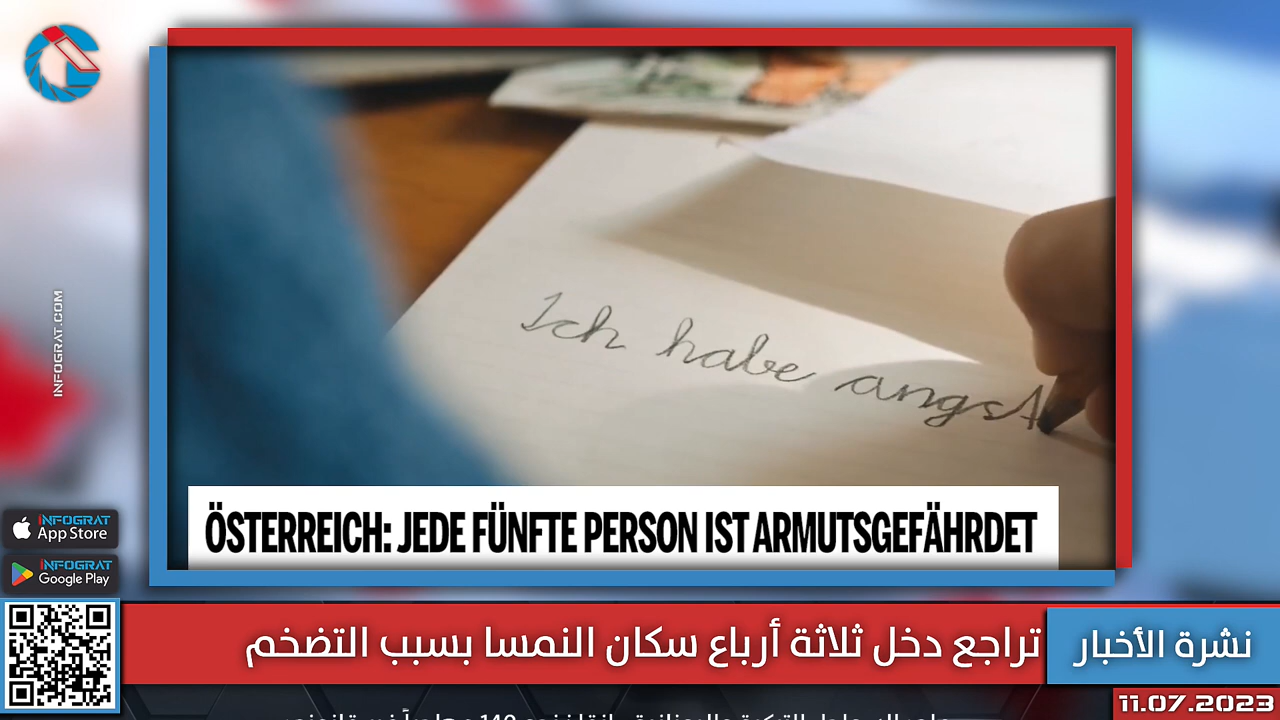 Ich habe angst
ÖSTERREICH: JEDE FÜNFTE PERSON IST ARMUTSGEFÄHRDET
INFOGRAT.COM
INFOGRAT
App Store
INFOGRAT
Google Play
نشرة الأخبار
تراجع دخل ثلاثة أرباع سكان النمسا بسبب التضخم
11.07.2023